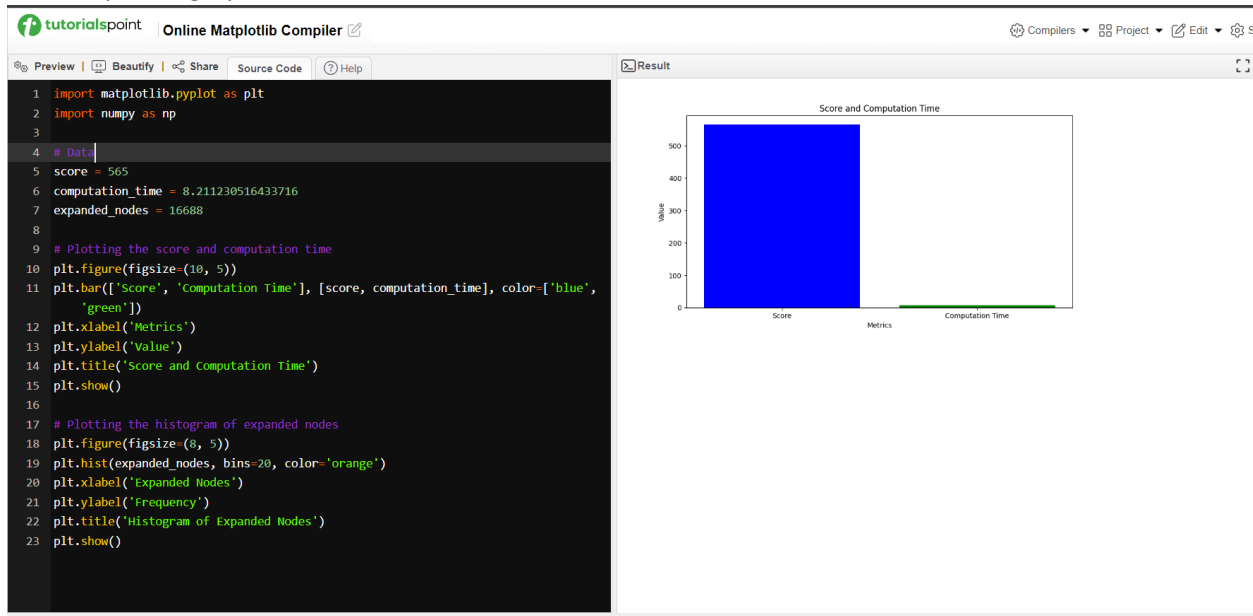 tutorialspoint Online Matplotlib Compiler
Compilers Project Edit S
Preview | Beautify | Share Source Code Help
Result
1 import matplotlib.pyplot as plt
2 import numpy as np
3
4 # Data
5 score = 565
6 computation_time = 8.211230516433716
7 expanded_nodes = 16688
8
9 # Plotting the score and computation time
10 plt.figure(figsize=(10, 5))
11 plt.bar(['Score', 'Computation Time'], [score, computation_time], color=['blue',
'green'])
12 plt.xlabel('Metrics')
13 plt.ylabel('Value')
14 plt.title('Score and Computation Time')
15 plt.show()
16
17 # Plotting the histogram of expanded nodes
18 plt.figure(figsize=(8, 5))
19 plt.hist(expanded_nodes, bins=20, color='orange')
20 plt.xlabel('Expanded Nodes')
21 plt.ylabel('Frequency')
22 plt.title('Histogram of Expanded Nodes')
23 plt.show()
Score and Computation Time
Value
500
400
300
200
100
0
Score Computation Time
Metrics